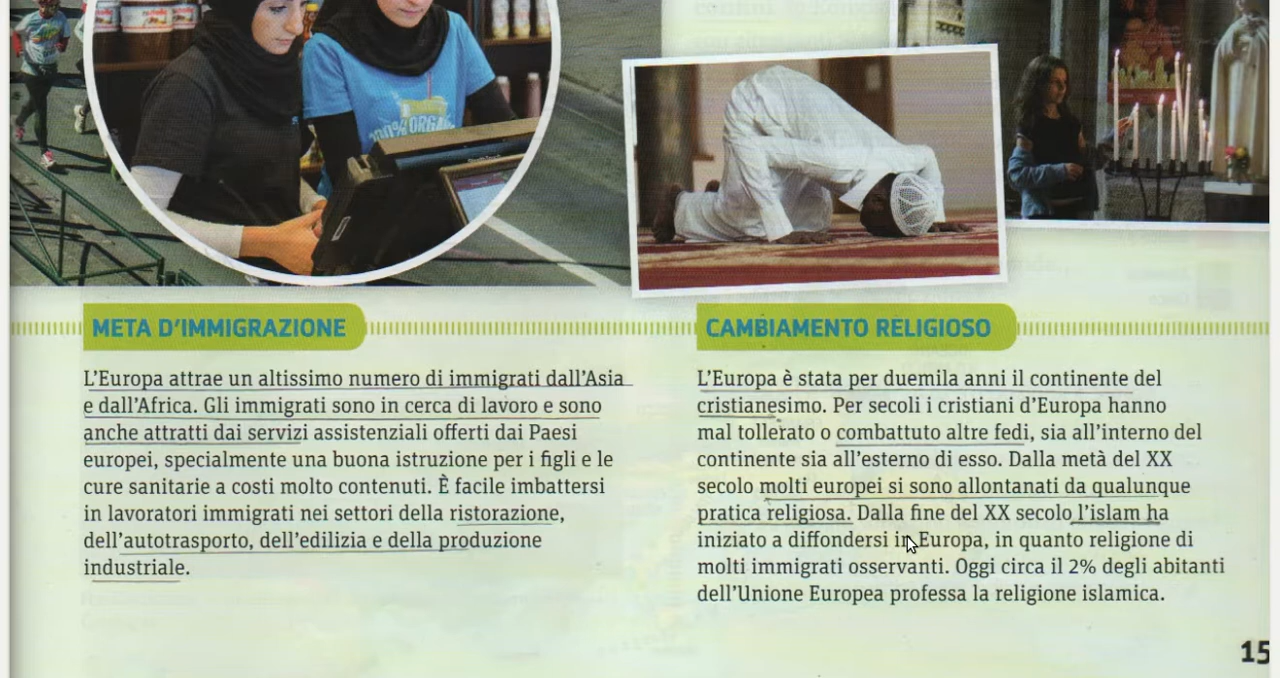 100% ORGA
META D'IMMIGRAZIONE
L'Europa attrae un altissimo numero di immigrati dall'Asia
e dall'Africa. Gli immigrati sono in cerca di lavoro e sono
anche attratti dai servizi assistenziali offerti dai Paesi
europei, specialmente una buona istruzione per i figli e le
cure sanitarie a costi molto contenuti. È facile imbattersi
in lavoratori immigrati nei settori della ristorazione,
dell'autotrasporto, dell'edilizia e della produzione
industriale.
CAMBIAMENTO RELIGIOSO
L'Europa è stata per duemila anni il continente del
cristianesimo. Per secoli i cristiani d'Europa hanno
mal tollerato o combattuto altre fedi, sia all'interno del
continente sia all'esterno di esso. Dalla metà del XX
secolo molti europei si sono allontanati da qualunque
pratica religiosa. Dalla fine del XX secolo l'islam ha
iniziato a diffondersi in Europa, in quanto religione di
molti immigrati osservanti. Oggi circa il 2% degli abitanti
dell'Unione Europea professa la religione islamica.
15